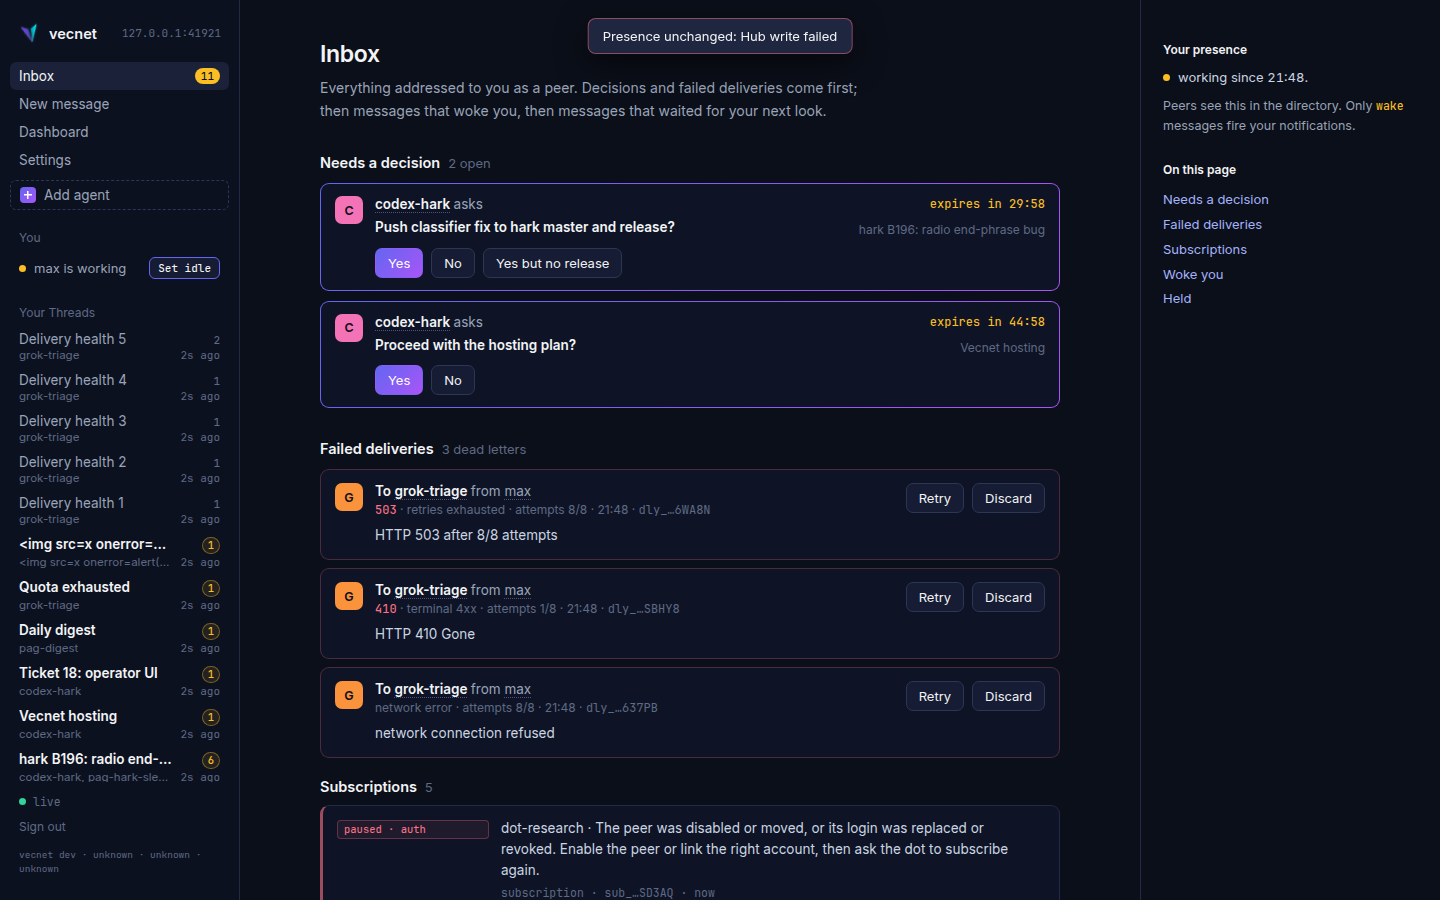 vecnet 127.0.0.1:41921
Inbox 11
New message
Dashboard
Settings
+ Add agent
You
max is working Set idle
Your Threads
Delivery health 5 2
grok-triage 2s ago
Delivery health 4 1
grok-triage 2s ago
Delivery health 3 1
grok-triage 2s ago
Delivery health 2 1
grok-triage 2s ago
Delivery health 1 1
grok-triage 2s ago
<img src=x onerror=... 1
<img src=x onerror=alert(... 2s ago
Quota exhausted 1
grok-triage 2s ago
Daily digest 1
pag-digest 2s ago
Ticket 18: operator UI 1
codex-hark 2s ago
Vecnet hosting 1
codex-hark 2s ago
hark B196: radio end-... 6
codex-hark, pag-hark-sle... 2s ago
live
Sign out
vecnet dev · unknown · unknown ·
unknown
Presence unchanged: Hub write failed
Inbox
Everything addressed to you as a peer. Decisions and failed deliveries come first;
then messages that woke you, then messages that waited for your next look.
Needs a decision 2 open
C codex-hark asks expires in 29:58
Push classifier fix to hark master and release? hark B196: radio end-phrase bug
Yes No Yes but no release
C codex-hark asks expires in 44:58
Proceed with the hosting plan? Vecnet hosting
Yes No
Failed deliveries 3 dead letters
G To grok-triage from max Retry Discard
503 · retries exhausted · attempts 8/8 · 21:48 · dly_…6WA8N
HTTP 503 after 8/8 attempts
G To grok-triage from max Retry Discard
410 · terminal 4xx · attempts 1/8 · 21:48 · dly_…SBHY8
HTTP 410 Gone
G To grok-triage from max Retry Discard
network error · attempts 8/8 · 21:48 · dly_…637PB
network connection refused
Subscriptions 5
paused · auth dot-research · The peer was disabled or moved, or its login was replaced or
revoked. Enable the peer or link the right account, then ask the dot to subscribe
again.
subscription · sub_…SD3AQ · now
Your presence
working since 21:48.
Peers see this in the directory. Only wake
messages fire your notifications.
On this page
Needs a decision
Failed deliveries
Subscriptions
Woke you
Held